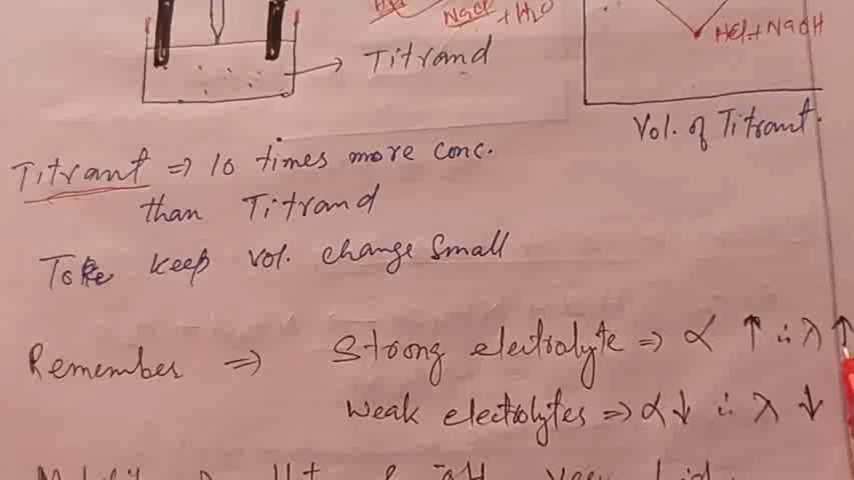 NaCl + H₂O
HCl + NaOH
Titrand
Vol. of Titrant.
Titrant ⇒ 10 times more conc.
than Titrand
To keep vol. change small
Remember ⇒ Strong electrolyte ⇒ α ↑ ∴ λ ↑
Weak electrolytes ⇒ α ↓ ∴ λ ↓